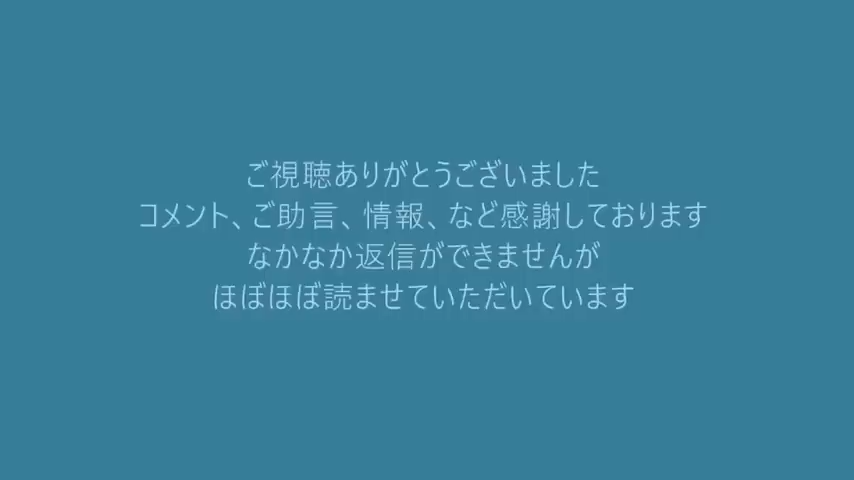 ご視聴ありがとうございました
コメント、ご助言、情報、など感謝しております
なかなか返信ができませんが
ほぼほぼ読ませていただいています